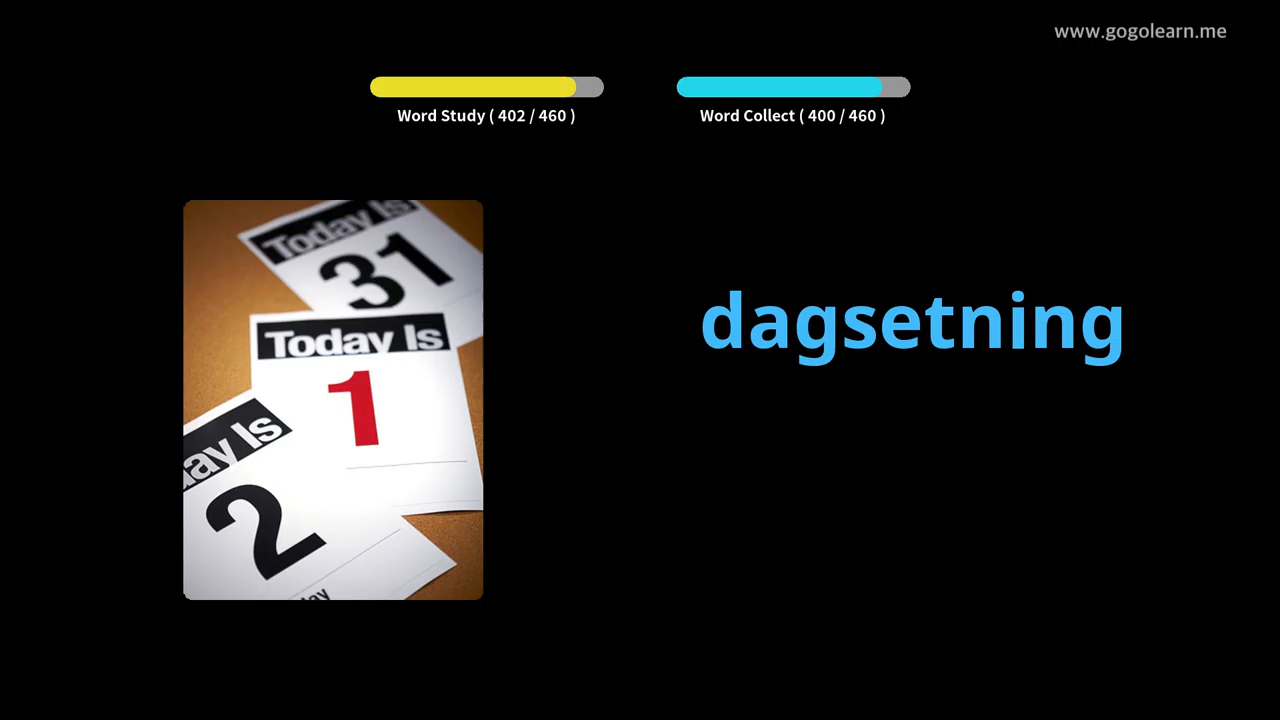 www.gogolearn.me
Word Study ( 402 / 460 )
Word Collect ( 400 / 460 )
Today Is
31
Today Is
1
ay Is
2
day
dagsetning